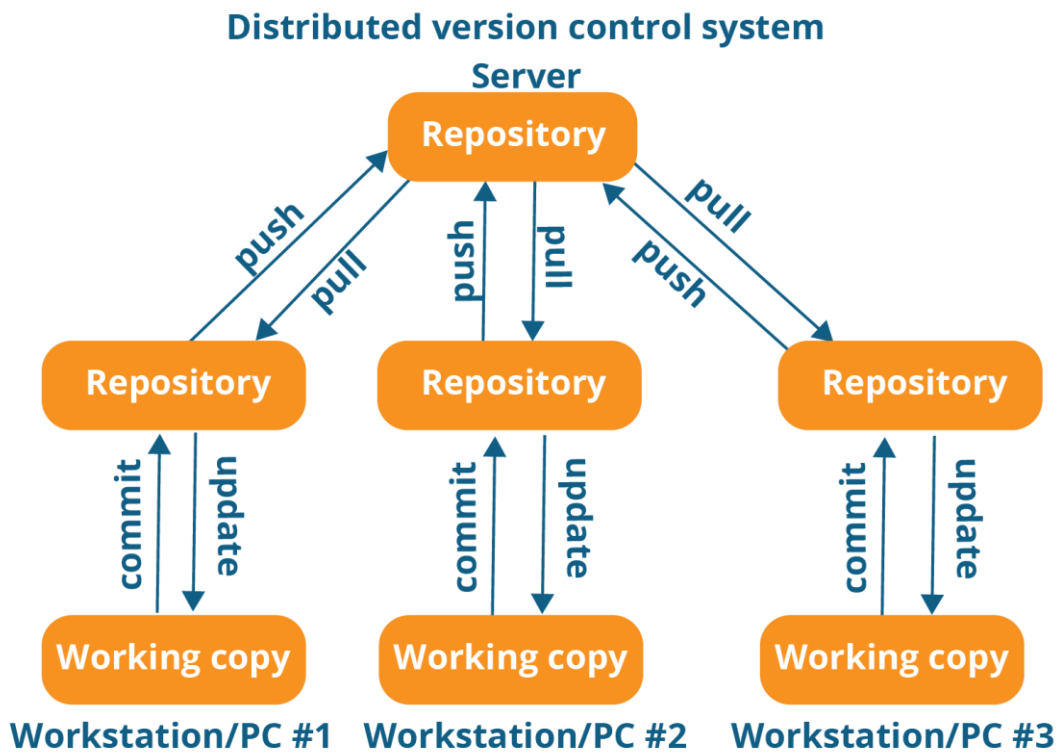 Distributed version control system
Server
Repository
push
pull
push
pull
push
pull
Repository
Repository
Repository
commit
update
commit
update
commit
update
Working copy
Working copy
Working copy
Workstation/PC #1
Workstation/PC #2
Workstation/PC #3